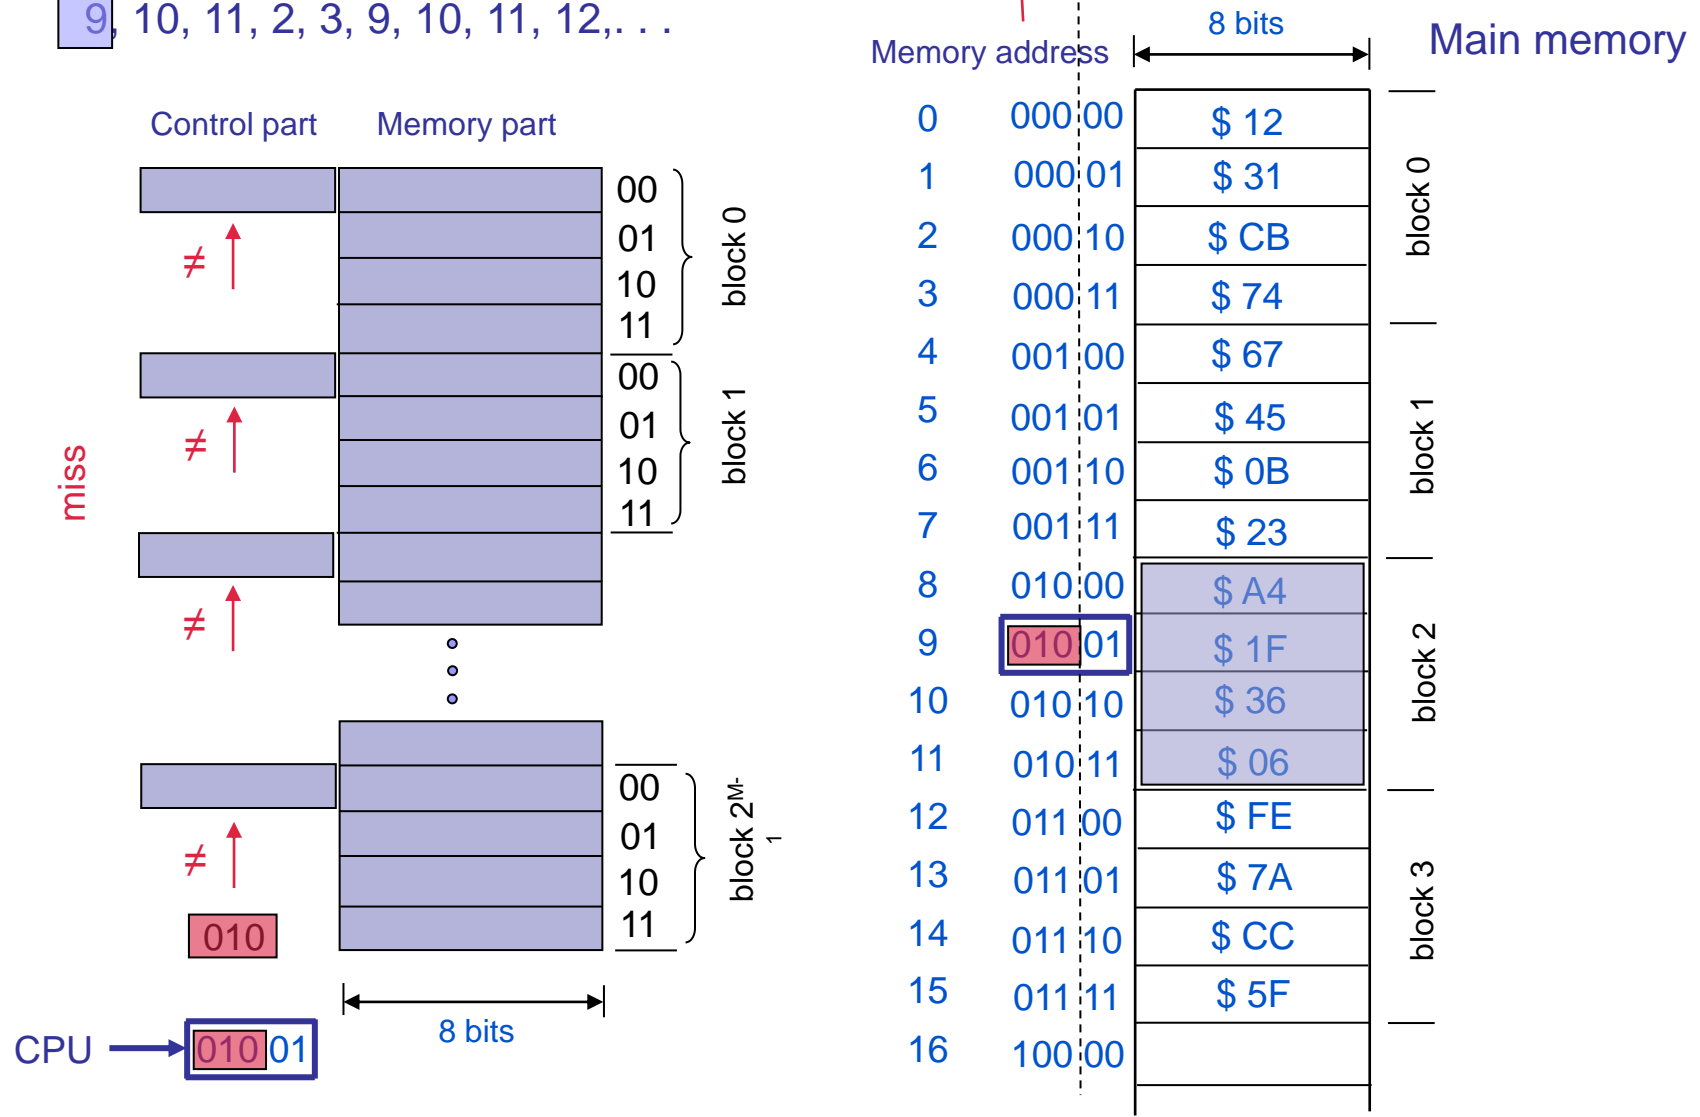 9, 10, 11, 2, 3, 9, 10, 11, 12,. . .
Control part Memory part
00
01
10
11
block 0
≠
00
01
10
11
block 1
≠
miss
≠
00
01
10
11
block 2M-1
≠
010
8 bits
CPU 010 01
Memory address 8 bits Main memory
0 000 00 $ 12
1 000 01 $ 31
2 000 10 $ CB
3 000 11 $ 74
block 0
4 001 00 $ 67
5 001 01 $ 45
6 001 10 $ 0B
7 001 11 $ 23
block 1
8 010 00 $ A4
9 010 01 $ 1F
10 010 10 $ 36
11 010 11 $ 06
block 2
12 011 00 $ FE
13 011 01 $ 7A
14 011 10 $ CC
15 011 11 $ 5F
block 3
16 100 00